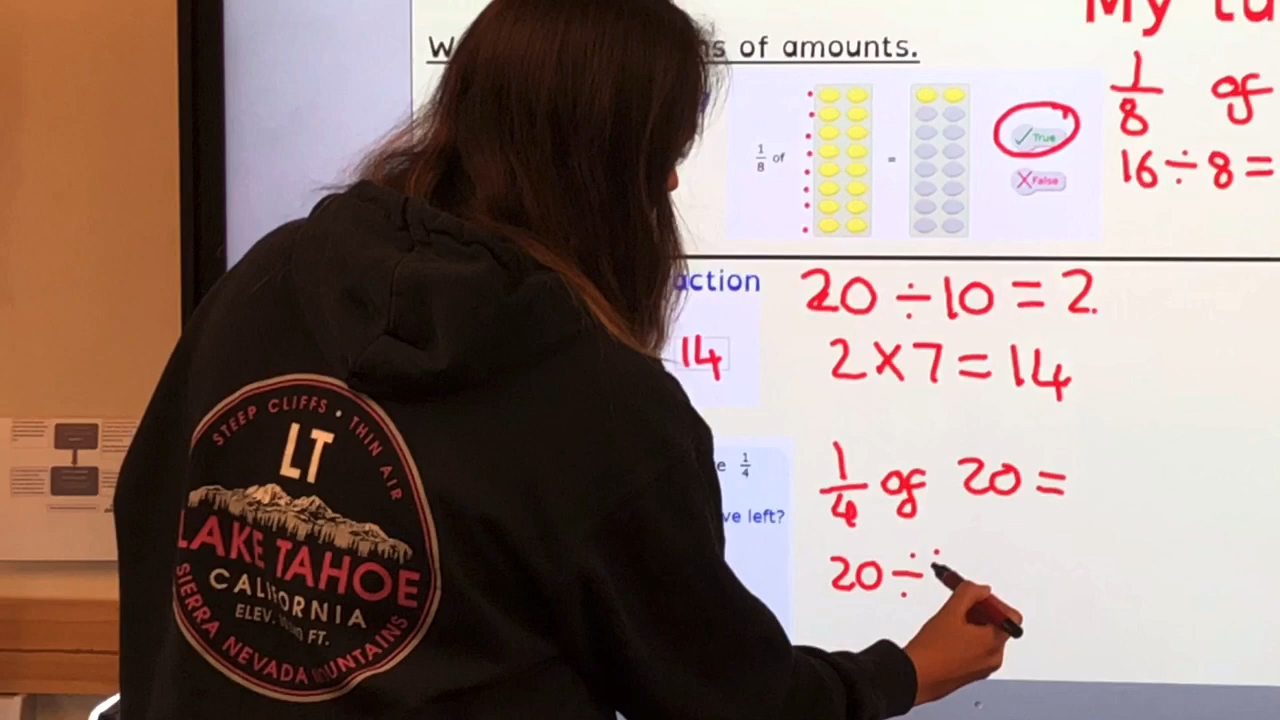 My tu
W s of amounts.
1/8 of
16÷8=
1/8 of =
True
False
action
20÷10=2.
14
2×7=14
e 1/4
ve left?
1/4 of 20=
20÷
STEEP CLIFFS • THIN AIR
LT
LAKE TAHOE
CALIFORNIA
ELEV. FT.
SIERRA NEVADA MOUNTAINS